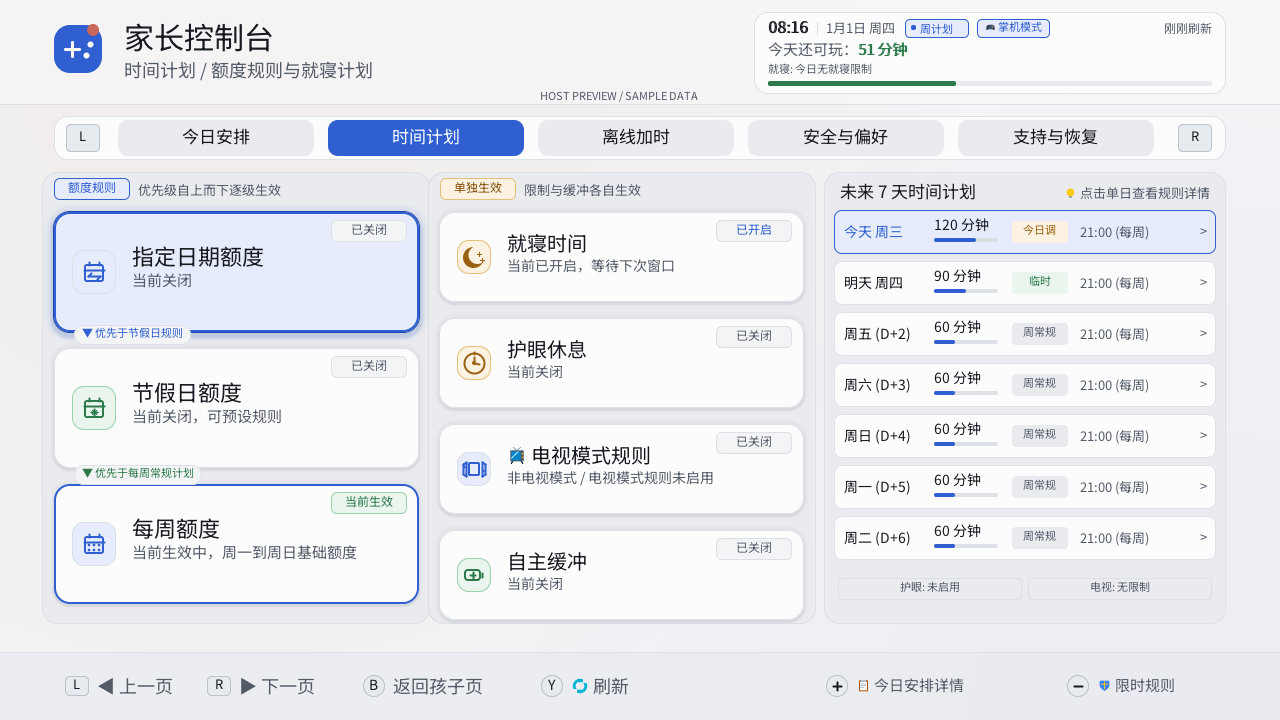 家长控制台
时间计划 / 额度规则与就寝计划
08:16 1月1日 周四 周计划 掌机模式 刚刚刷新
今天还可玩: 51 分钟
就寝: 今日无就寝限制
HOST PREVIEW / SAMPLE DATA
L 今日安排 时间计划 离线加时 安全与偏好 支持与恢复 R
额度规则 优先级自上而下逐级生效
已关闭
指定日期额度
当前关闭
▼优先于节假日规则
已关闭
节假日额度
当前关闭，可预设规则
▼优先于每周常规计划
当前生效
每周额度
当前生效中，周一到周日基础额度
单独生效 限制与缓冲各自生效
已开启
就寝时间
当前已开启，等待下次窗口
已关闭
护眼休息
当前关闭
已关闭
电视模式规则
非电视模式 / 电视模式规则未启用
已关闭
自主缓冲
当前关闭
未来 7 天时间计划 点击单日查看规则详情
今天 周三 120 分钟 今日调 21:00 (每周) >
明天 周四 90 分钟 临时 21:00 (每周) >
周五 (D+2) 60 分钟 周常规 21:00 (每周) >
周六 (D+3) 60 分钟 周常规 21:00 (每周) >
周日 (D+4) 60 分钟 周常规 21:00 (每周) >
周一 (D+5) 60 分钟 周常规 21:00 (每周) >
周二 (D+6) 60 分钟 周常规 21:00 (每周) >
护眼: 未启用 电视: 无限制
L ◀ 上一页 R ▶ 下一页 B 返回孩子页 Y 刷新 + 今日安排详情 − 限时规则